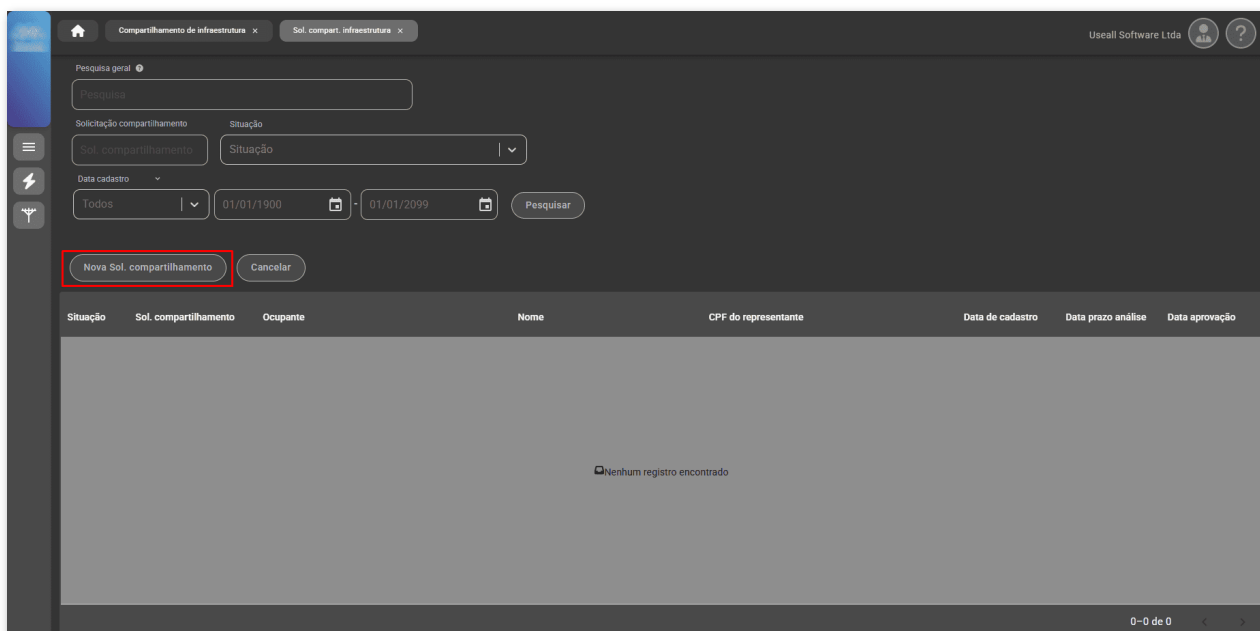 Compartilhamento de infraestrutura ×
Sol. compart. infraestrutura ×
Useall Software Ltda
?
Pesquisa geral ?
Pesquisa
Solicitação compartilhamento
Situação
Sol. compartilhamento
Situação
Data cadastro
Todos
01/01/1900
-
01/01/2099
Pesquisar
Nova Sol. compartilhamento
Cancelar
Situação
Sol. compartilhamento
Ocupante
Nome
CPF do representante
Data de cadastro
Data prazo análise
Data aprovação
Nenhum registro encontrado
0–0 de 0